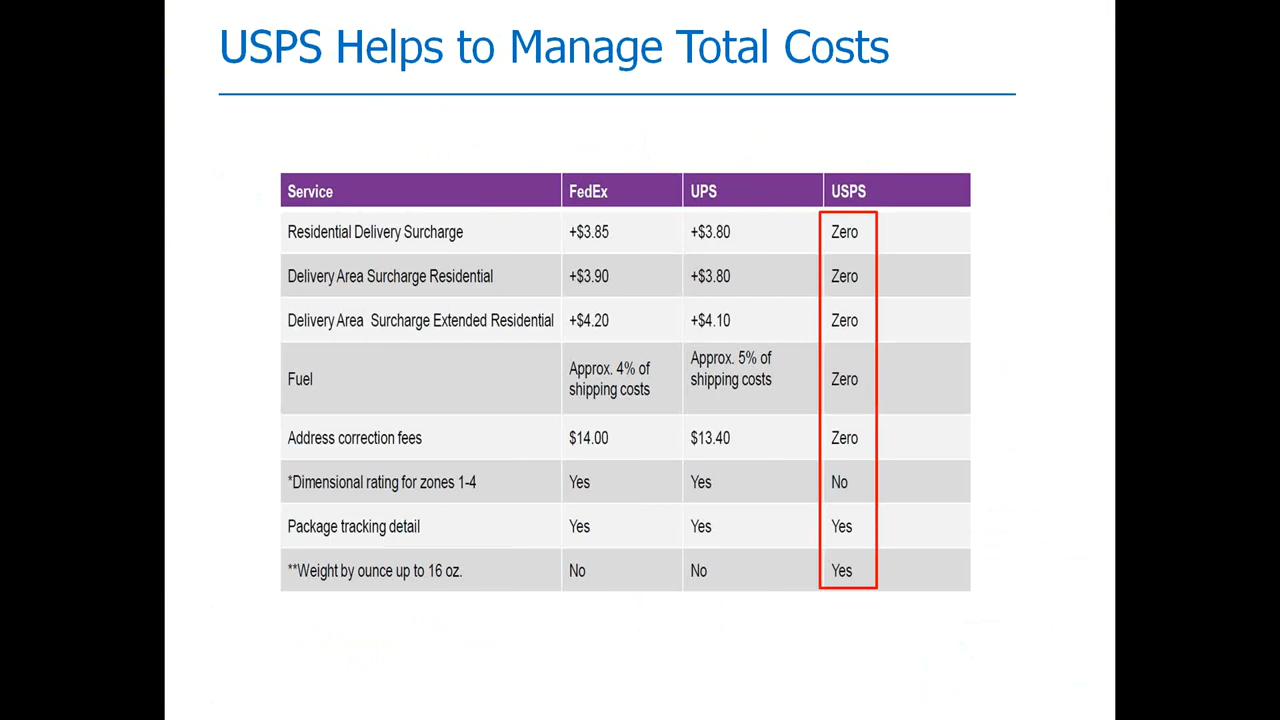 USPS Helps to Manage Total Costs
Service FedEx UPS USPS
Residential Delivery Surcharge +$3.85 +$3.80 Zero
Delivery Area Surcharge Residential +$3.90 +$3.80 Zero
Delivery Area Surcharge Extended Residential +$4.20 +$4.10 Zero
Fuel Approx. 4% of shipping costs Approx. 5% of shipping costs Zero
Address correction fees $14.00 $13.40 Zero
*Dimensional rating for zones 1-4 Yes Yes No
Package tracking detail Yes Yes Yes
**Weight by ounce up to 16 oz. No No Yes